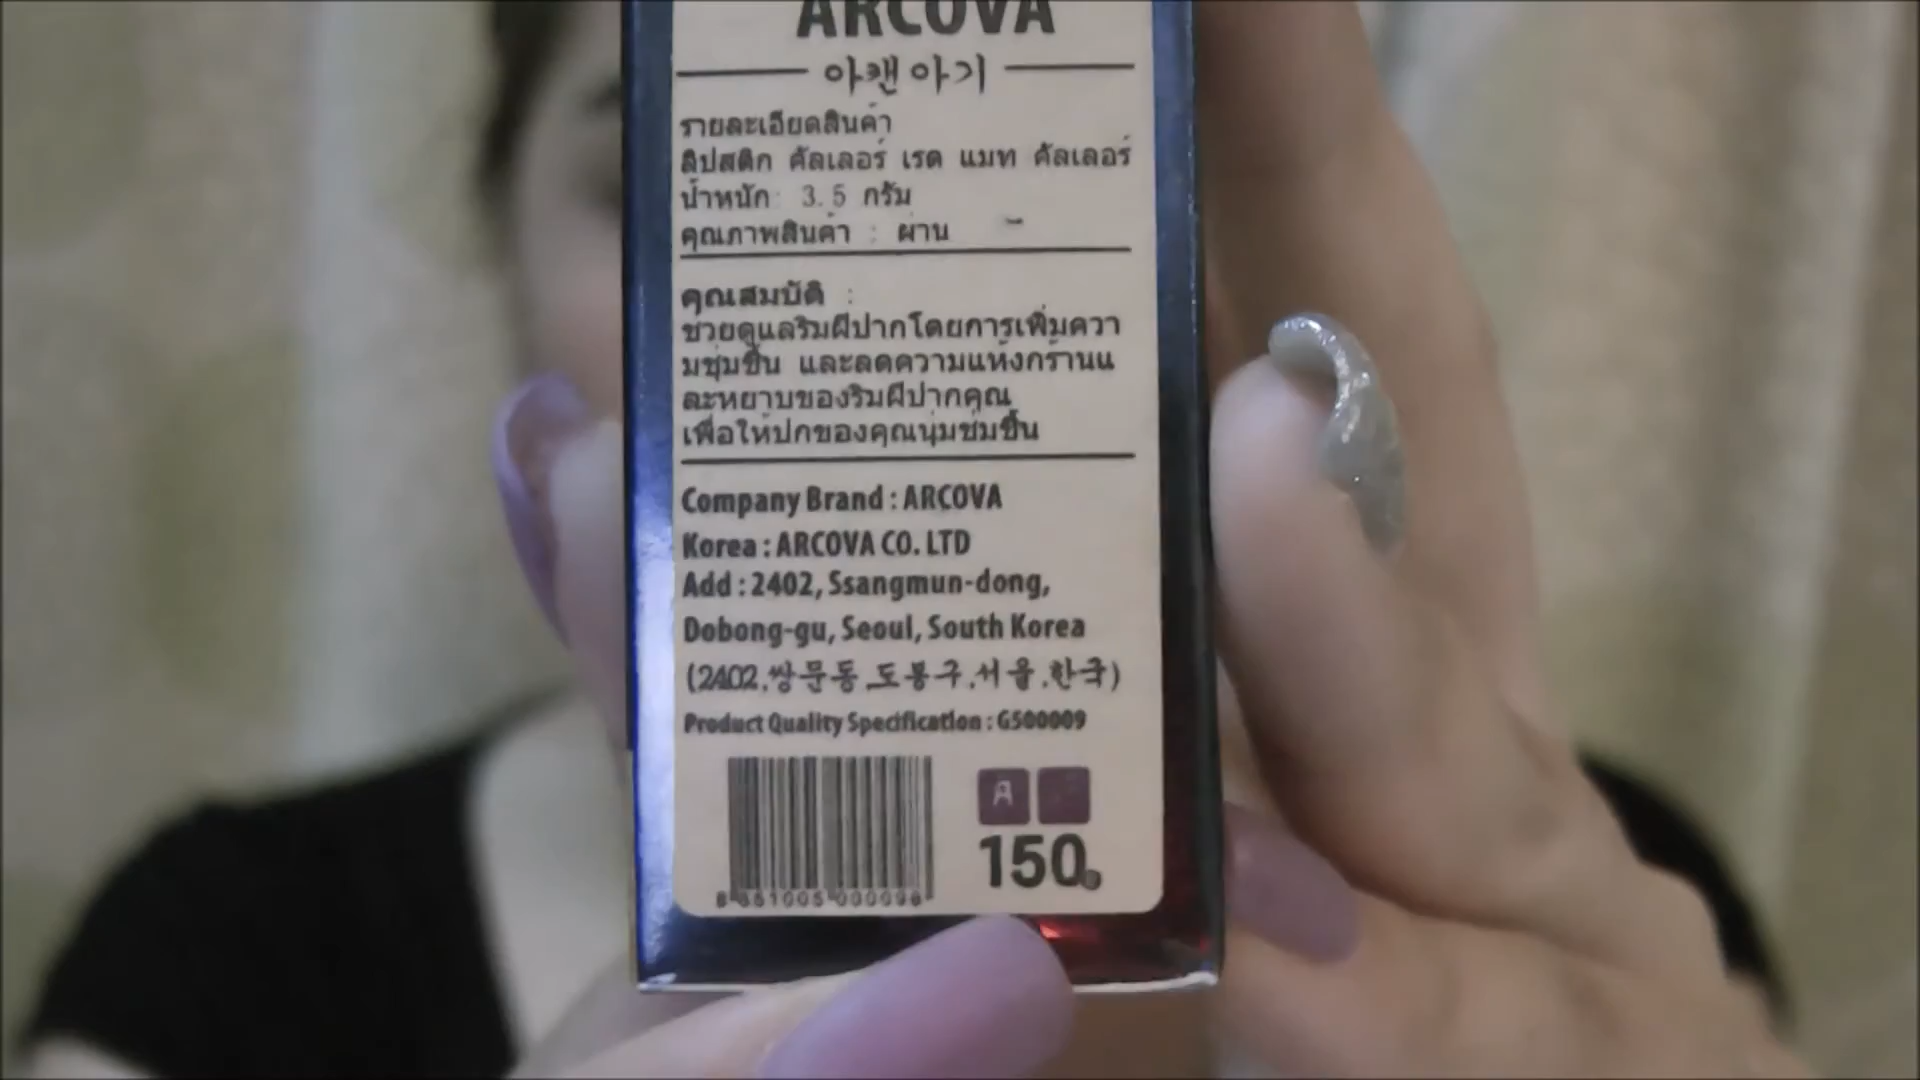 ARCOVA
아캔아기
รายละเอียดสินค้า
ลิปสติก คัลเลอร์ เรด แมท คัลเลอร์
น้ำหนัก: 3.5 กรัม
คุณภาพสินค้า : ผ่าน
คุณสมบัติ :
ช่วยดูแลริมฝีปากโดยการเพิ่มควา
มชุ่มชื้น และลดความแห้งกร้านแ
ละหยาบของริมฝีปากคุณ
เพื่อให้ปกของคุณนุ่มชุ่มชื้น
Company Brand : ARCOVA
Korea : ARCOVA CO. LTD
Add : 2402, Ssangmun-dong,
Dobong-gu, Seoul, South Korea
(2402.쌍문동.도봉구.서울.한국)
Product Quality Specification : G500009
A
150